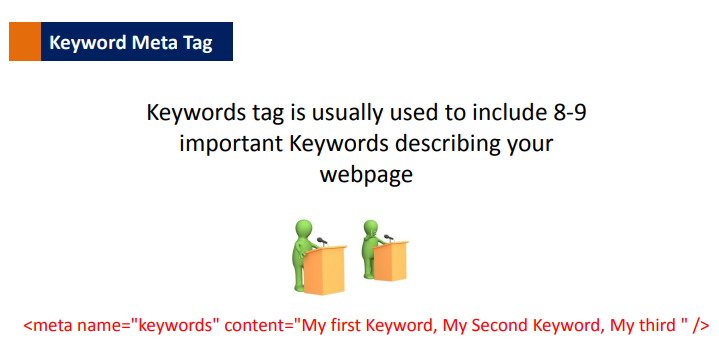 Keyword Meta Tag
Keywords tag is usually used to include 8-9
important Keywords describing your
webpage
<meta name="keywords" content="My first Keyword, My Second Keyword, My third " />